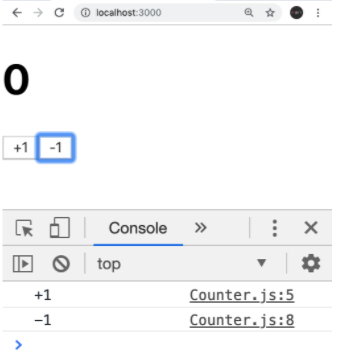 localhost:3000
0
+1 -1
Console »
top
+1 Counter.js:5
−1 Counter.js:8